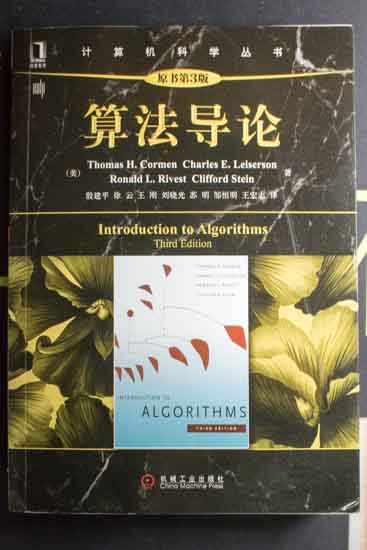 计算机科学丛书
原书第3版
算法导论
(美)
Thomas H. Cormen Charles E. Leiserson
Ronald L. Rivest Clifford Stein
著
殷建平 徐云 王刚 刘晓光 苏明 邹恒明 王宏志 译
Introduction to Algorithms
Third Edition
INTRODUCTION TO
ALGORITHMS
THIRD EDITION
机械工业出版社
China Machine Press